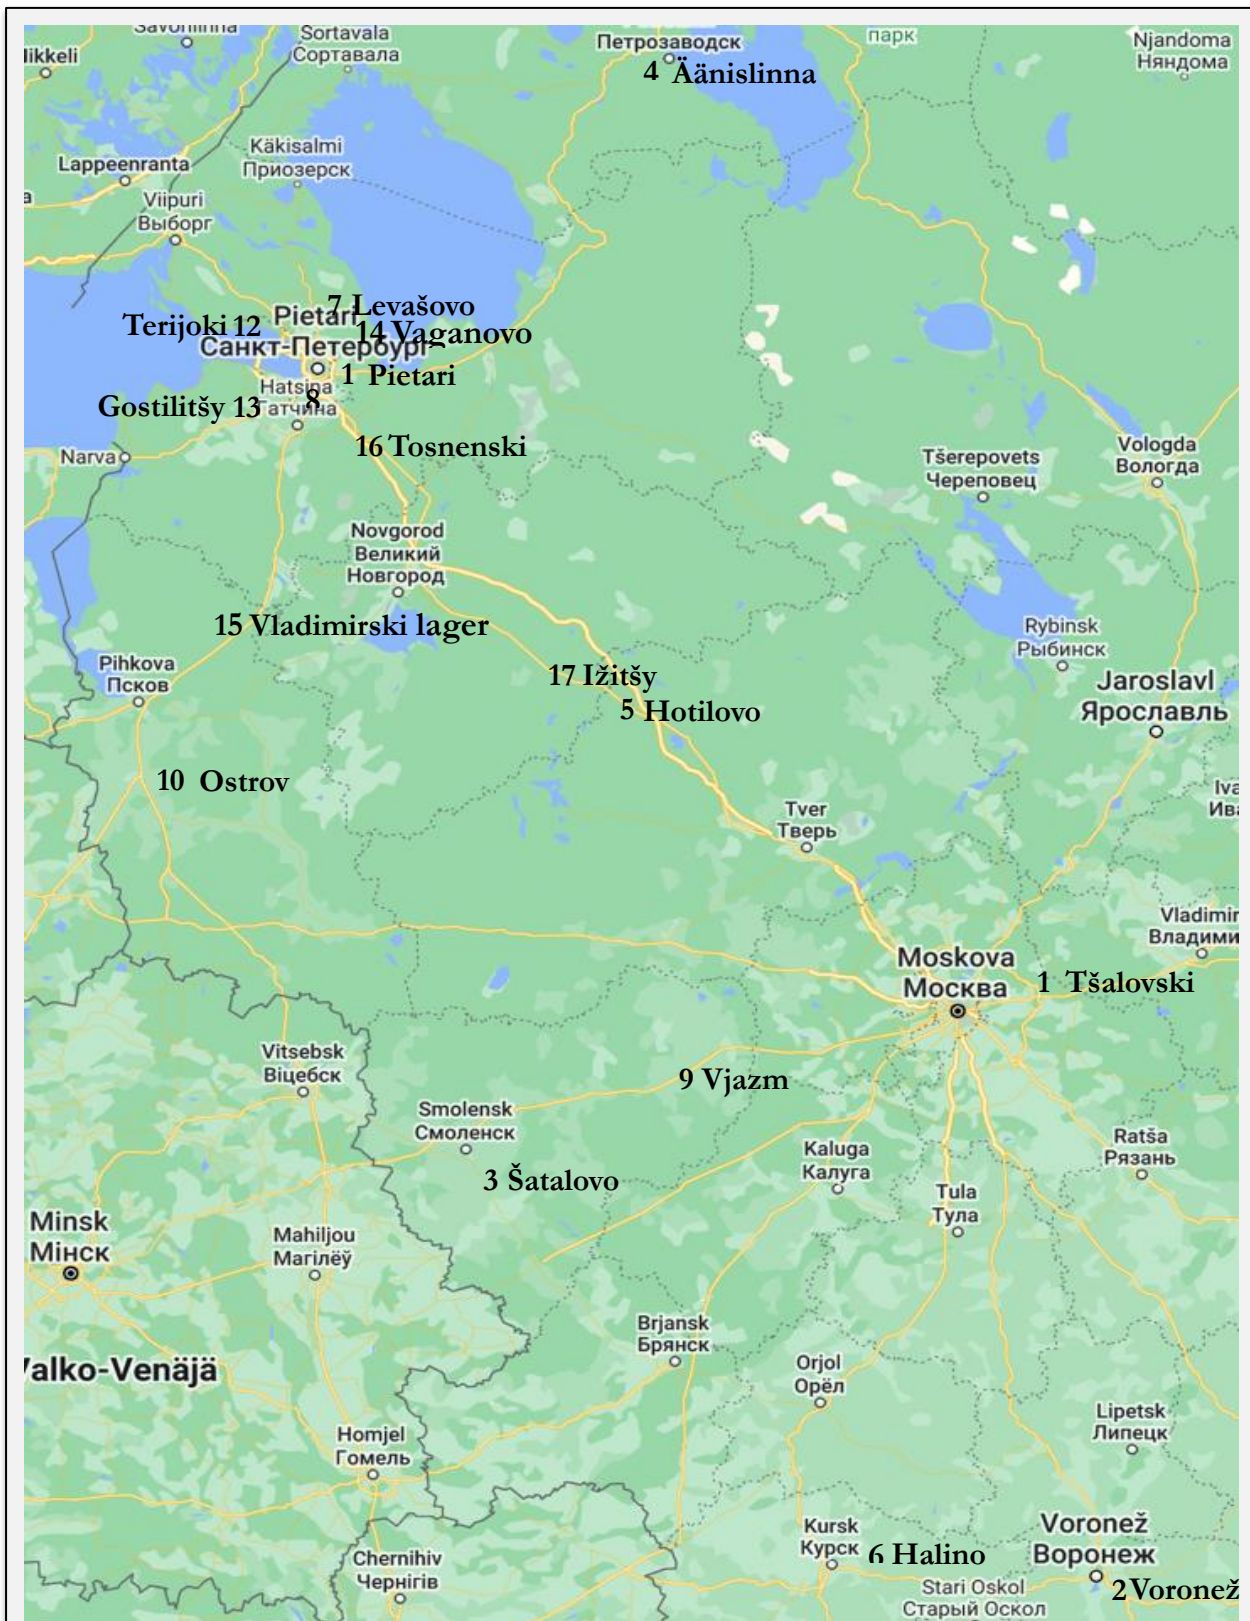 Savonlinna
Sortavala
Сортавала
Петрозаводск
парк
Njandoma
Няндома
likkeli
4 Äänislinna
Käkisalmi
Приозерск
Lappeenranta
Viipuri
Выборг
7 Levašovo
Terijoki 12
Pietari
14 Vaganovo
Санкт-Петербург
1 Pietari
Hatsina
Гатчина
8
Gostilitšy 13
16 Tosnenski
Narva
Tšerepovets
Череповец
Vologda
Вологда
Novgorod
Великий
Новгород
15 Vladimirski lager
Rybinsk
Рыбинск
Pihkova
Псков
17 Ižitšy
5 Hotilovo
Jaroslavl
Ярославль
10 Ostrov
Iva
Ива
Tver
Тверь
Vladimir
Владими
Moskova
Москва
1 Tšalovski
Vitsebsk
Віцебск
9 Vjazm
Smolensk
Смоленск
3 Šatalovo
Kaluga
Калуга
Ratša
Рязань
Tula
Тула
Minsk
Мінск
Mahiljou
Магілёў
Brjansk
Брянск
Orjol
Орёл
Valko-Venäjä
Lipetsk
Липецк
Homjel
Гомель
Kursk
Курск
6 Halino
Voronež
Воронеж
2 Voronež
Chernihiv
Чернігів
Stari Oskol
Старый Оскол